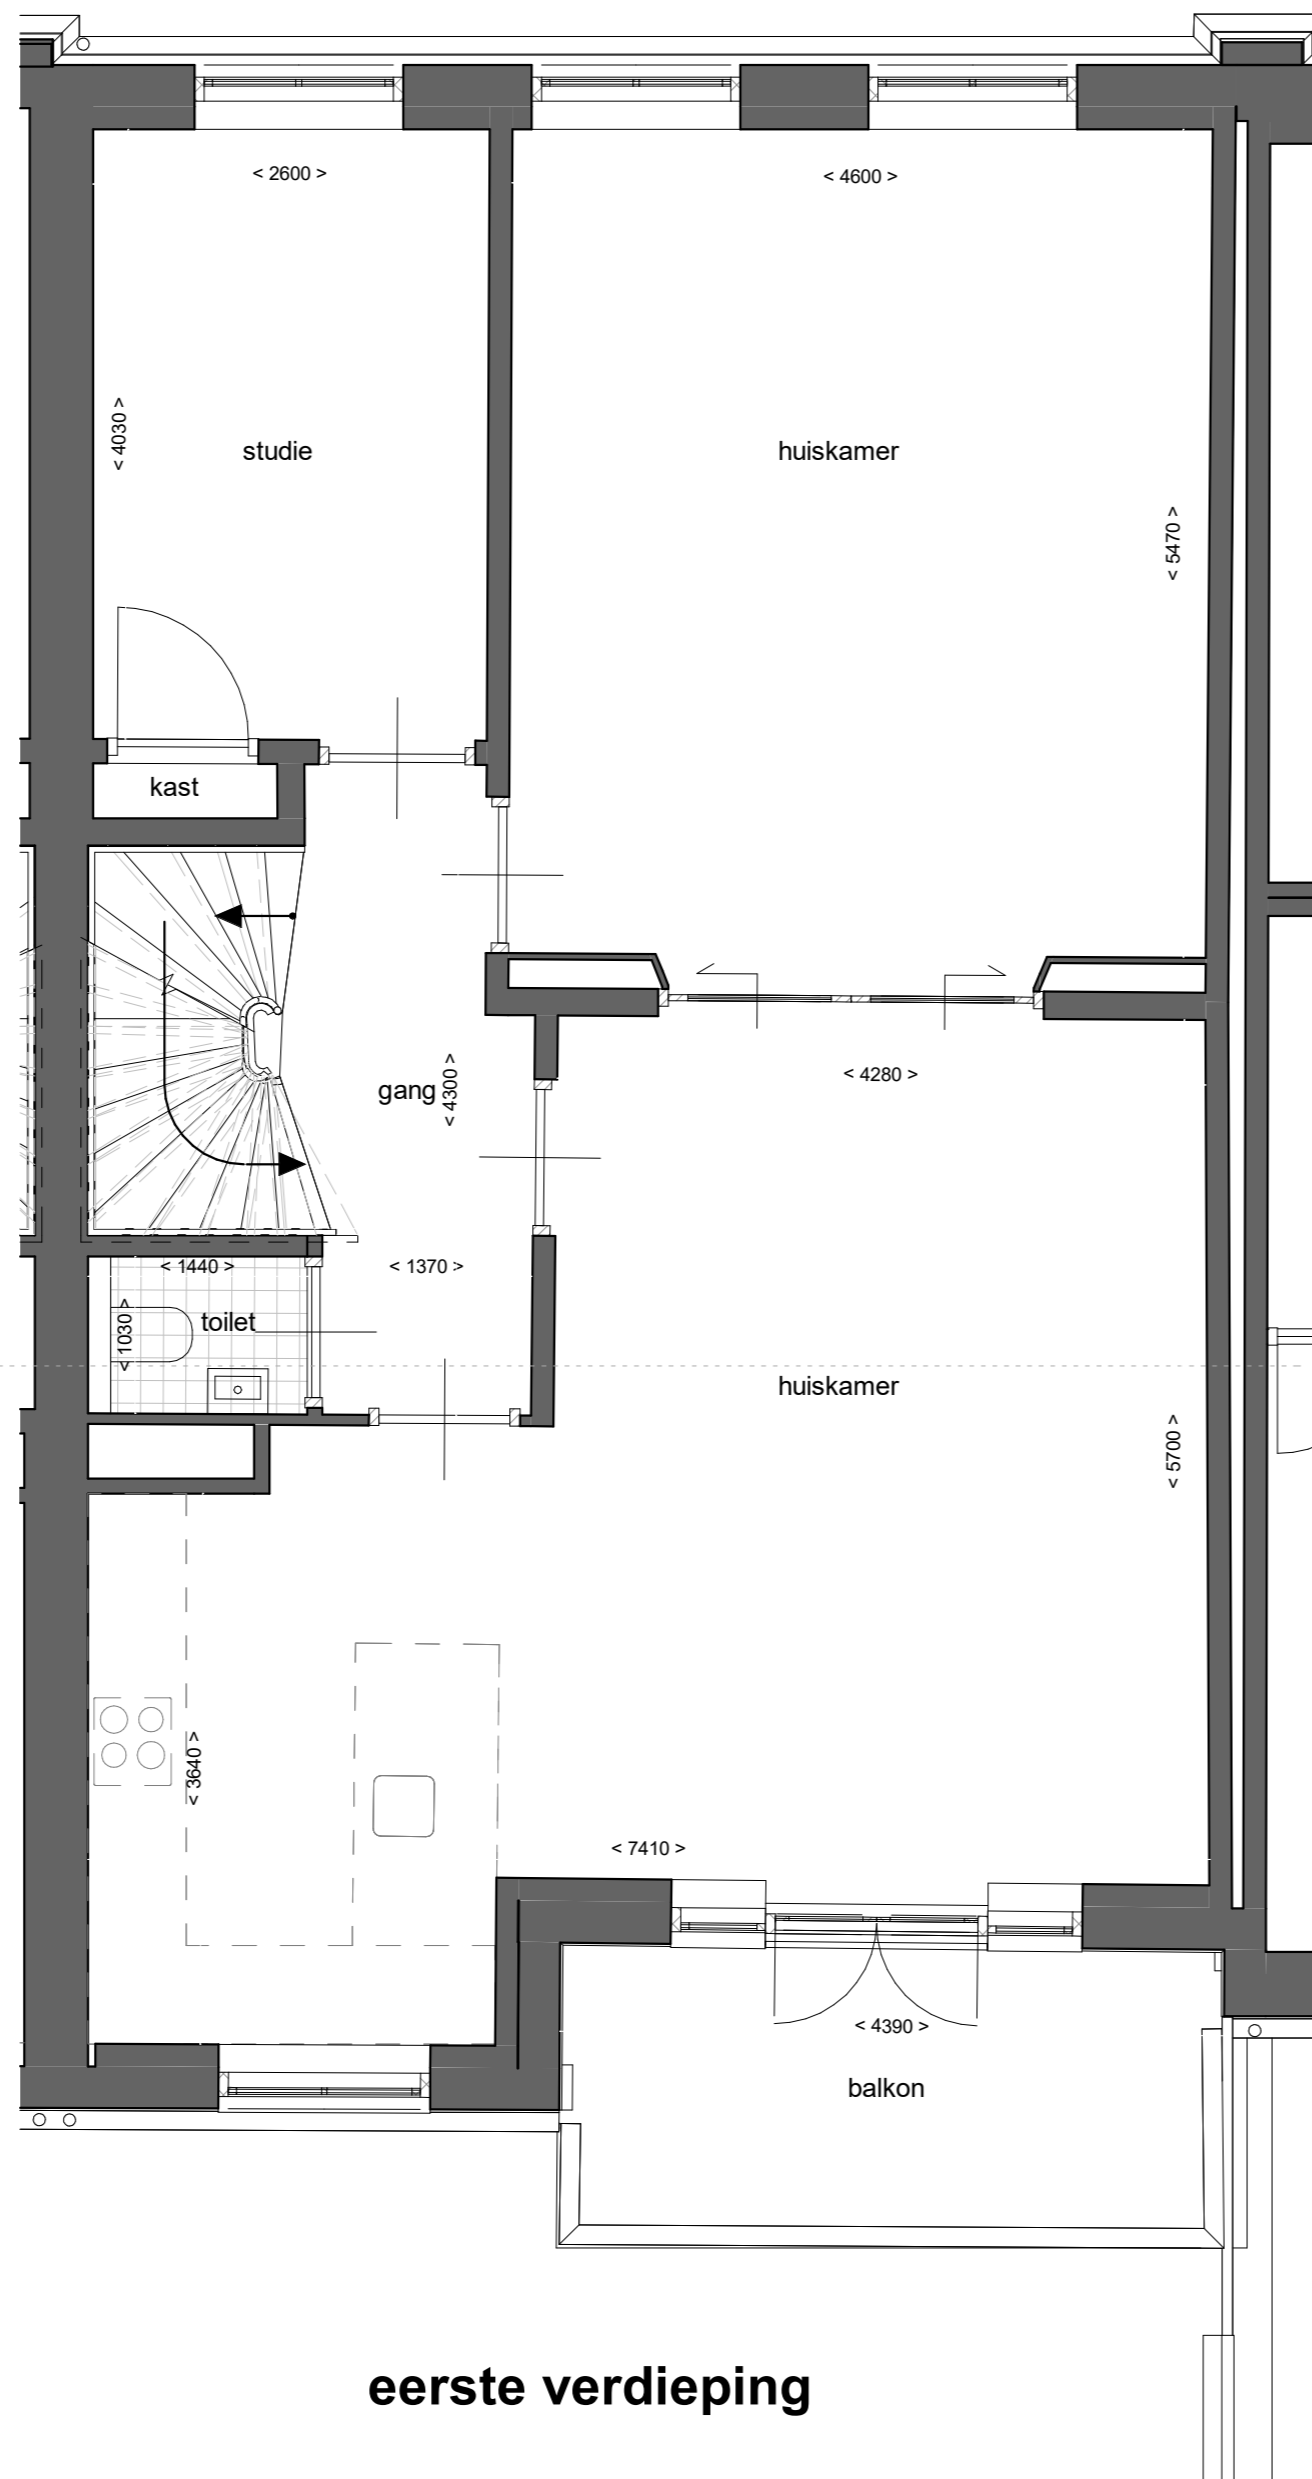 < 2600 >
< 4600 >
< 4030 >
studie
huiskamer
< 5470 >
kast
< 4280 >
gang
< 4300 >
< 1440 >
< 1370 >
< 1030 >
toilet
huiskamer
< 5700 >
< 3640 >
< 7410 >
< 4390 >
balkon
eerste verdieping